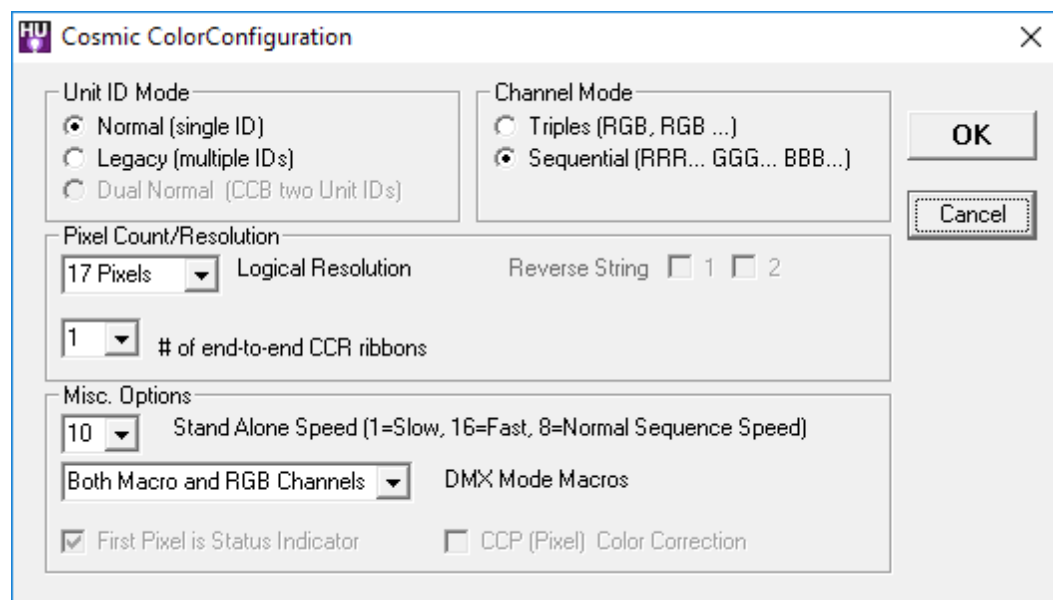 HU Cosmic ColorConfiguration
Unit ID Mode
Normal (single ID)
Legacy (multiple IDs)
Dual Normal (CCB two Unit IDs)
Channel Mode
Triples (RGB, RGB ...)
Sequential (RRR... GGG... BBB...)
OK
Cancel
Pixel Count/Resolution
17 Pixels Logical Resolution Reverse String 1 2
1 # of end-to-end CCR ribbons
Misc. Options
10 Stand Alone Speed (1=Slow, 16=Fast, 8=Normal Sequence Speed)
Both Macro and RGB Channels DMX Mode Macros
First Pixel is Status Indicator CCP (Pixel) Color Correction